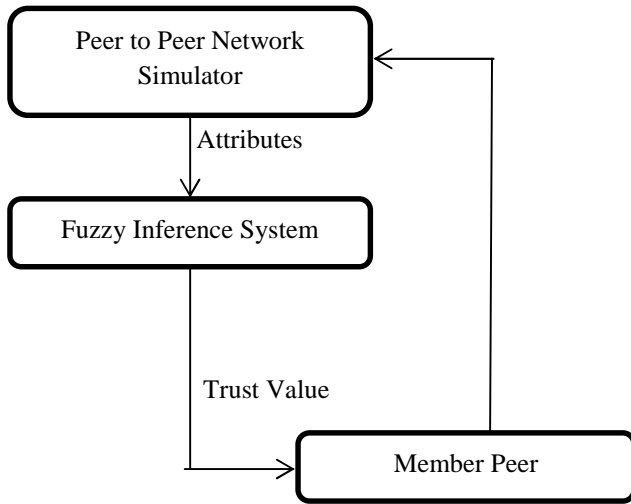 Peer to Peer Network
Simulator
Attributes
Fuzzy Inference System
Trust Value
Member Peer